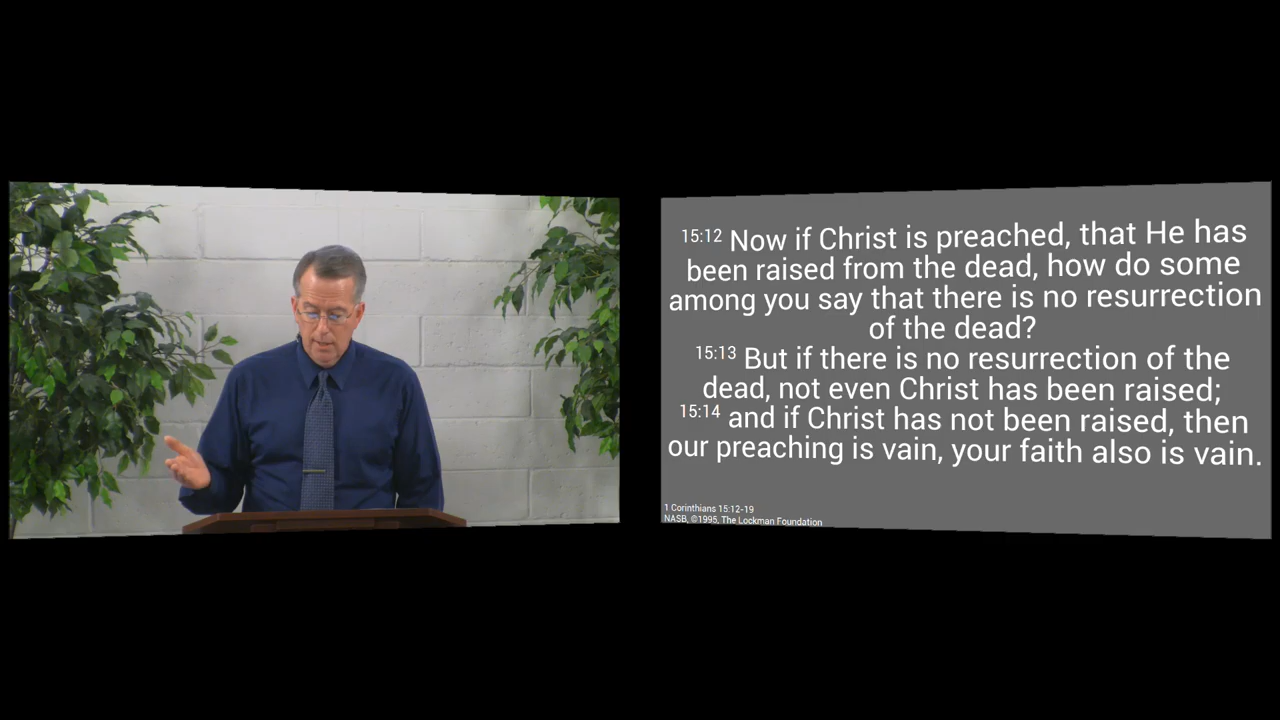 15:12 Now if Christ is preached, that He has
been raised from the dead, how do some
among you say that there is no resurrection
of the dead?
15:13 But if there is no resurrection of the
dead, not even Christ has been raised;
15:14 and if Christ has not been raised, then
our preaching is vain, your faith also is vain.
1 Corinthians 15:12-19
NASB, ©1995, The Lockman Foundation